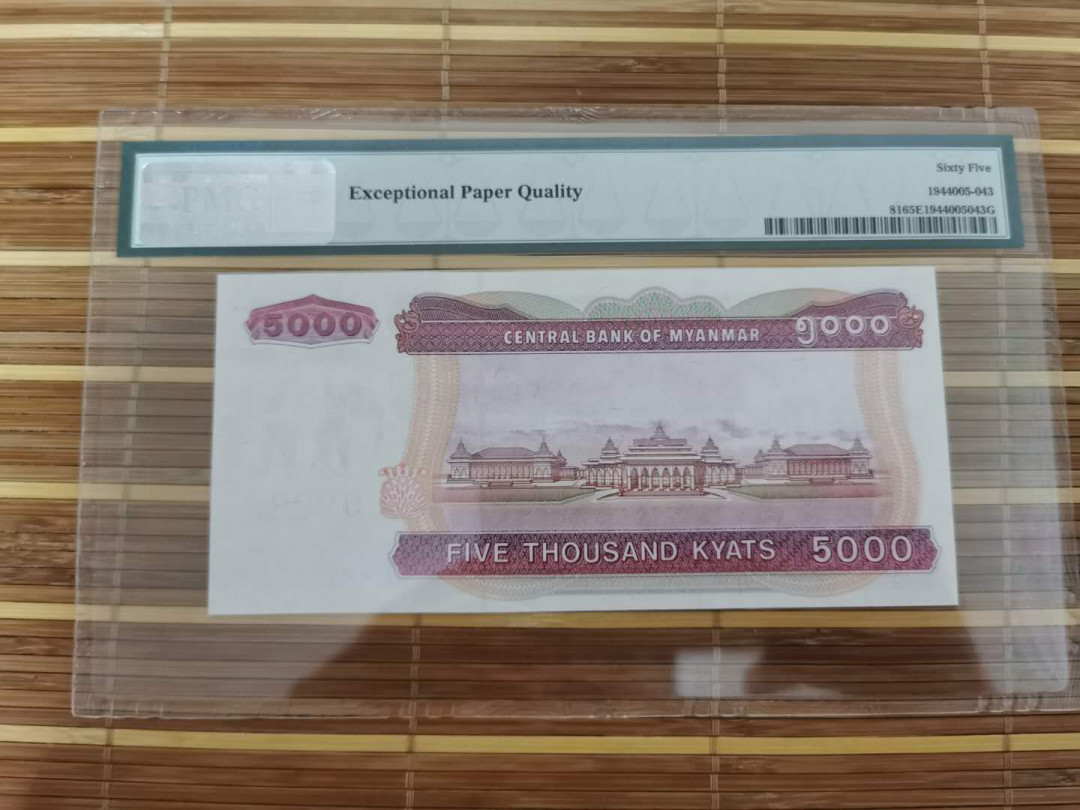 PMG
Exceptional Paper Quality
Sixty Five
1944005-043
8165E1944005043G
5000
CENTRAL BANK OF MYANMAR ၅၀၀၀
FIVE THOUSAND KYATS 5000